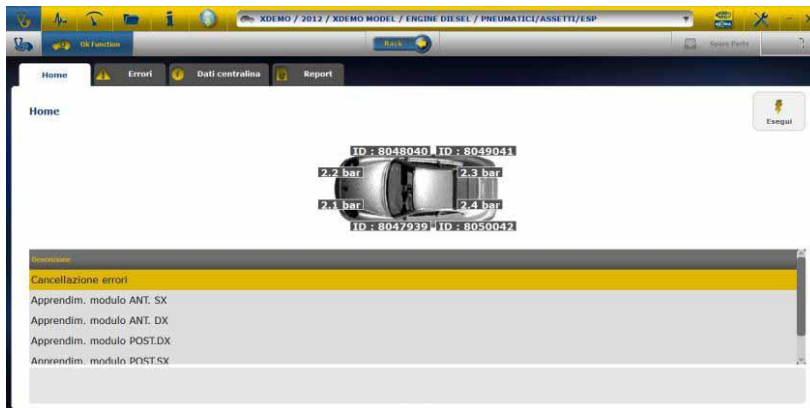 XDEMO / 2012 / XDEMO MODEL / ENGINE DIESEL / PNEUMATICI/ASSETTI/ESP
Ok Function
Back
Spare Parts
Home
Errori
Dati centralina
Report
Home
Esegui
ID : 8048040 ID : 8049041
2.2 bar 2.3 bar
2.1 bar 2.4 bar
ID : 8047939 ID : 8050042
Descrizione
Cancellazione errori
Apprendim. modulo ANT. SX
Apprendim. modulo ANT. DX
Apprendim. modulo POST.DX
Apprendim. modulo POST.SX